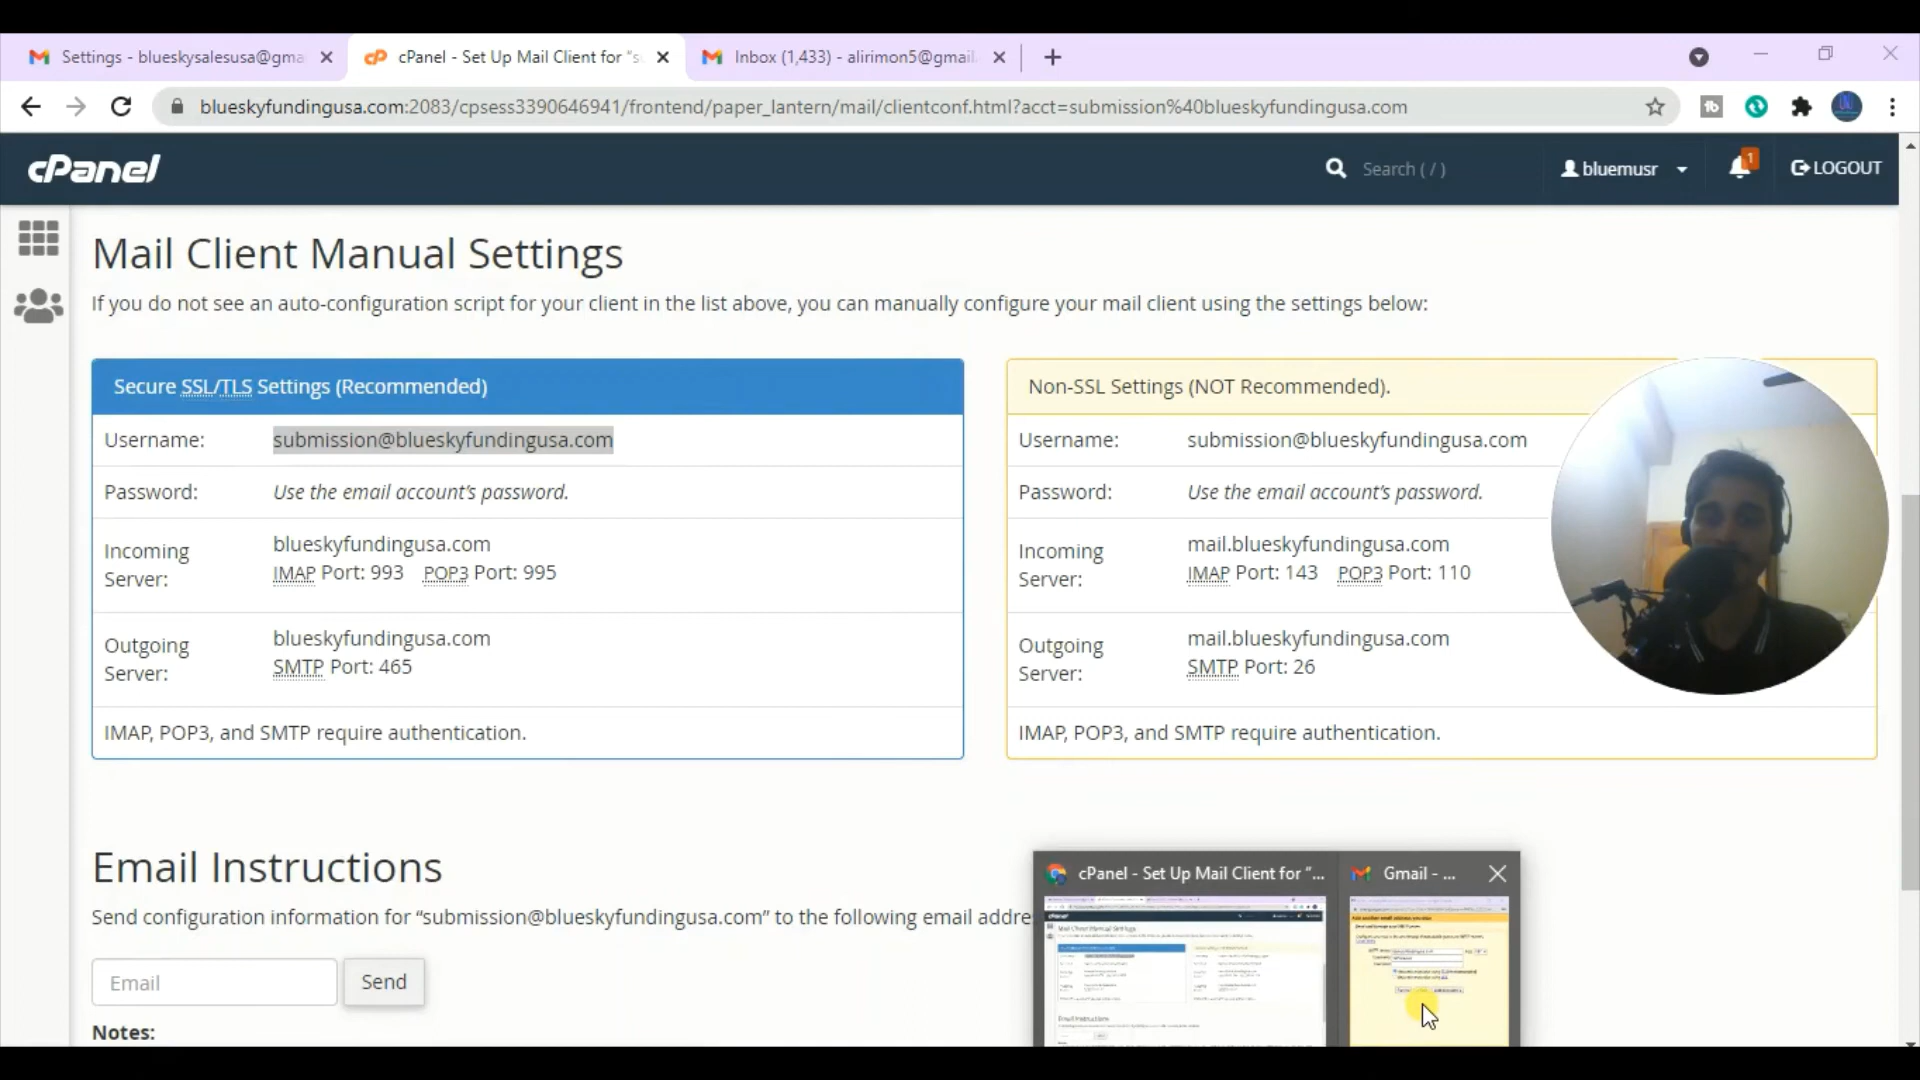 Settings - blueskysalesusa@gma
cPanel - Set Up Mail Client for "s
Inbox (1,433) - alirimon5@gmail.
blueskyfundingusa.com:2083/cpsess3390646941/frontend/paper_lantern/mail/clientconf.html?acct=submission%40blueskyfundingusa.com
cPanel
Search ( / )
bluemusr
1
LOGOUT
Mail Client Manual Settings
If you do not see an auto-configuration script for your client in the list above, you can manually configure your mail client using the settings below:
Secure SSL/TLS Settings (Recommended)
Username: submission@blueskyfundingusa.com
Password: Use the email account's password.
Incoming Server: blueskyfundingusa.com
IMAP Port: 993 POP3 Port: 995
Outgoing Server: blueskyfundingusa.com
SMTP Port: 465
IMAP, POP3, and SMTP require authentication.
Non-SSL Settings (NOT Recommended).
Username: submission@blueskyfundingusa.com
Password: Use the email account's password.
Incoming Server: mail.blueskyfundingusa.com
IMAP Port: 143 POP3 Port: 110
Outgoing Server: mail.blueskyfundingusa.com
SMTP Port: 26
IMAP, POP3, and SMTP require authentication.
Email Instructions
Send configuration information for "submission@blueskyfundingusa.com" to the following email addre
Email
Send
Notes:
cPanel - Set Up Mail Client for "...
Gmail - ...